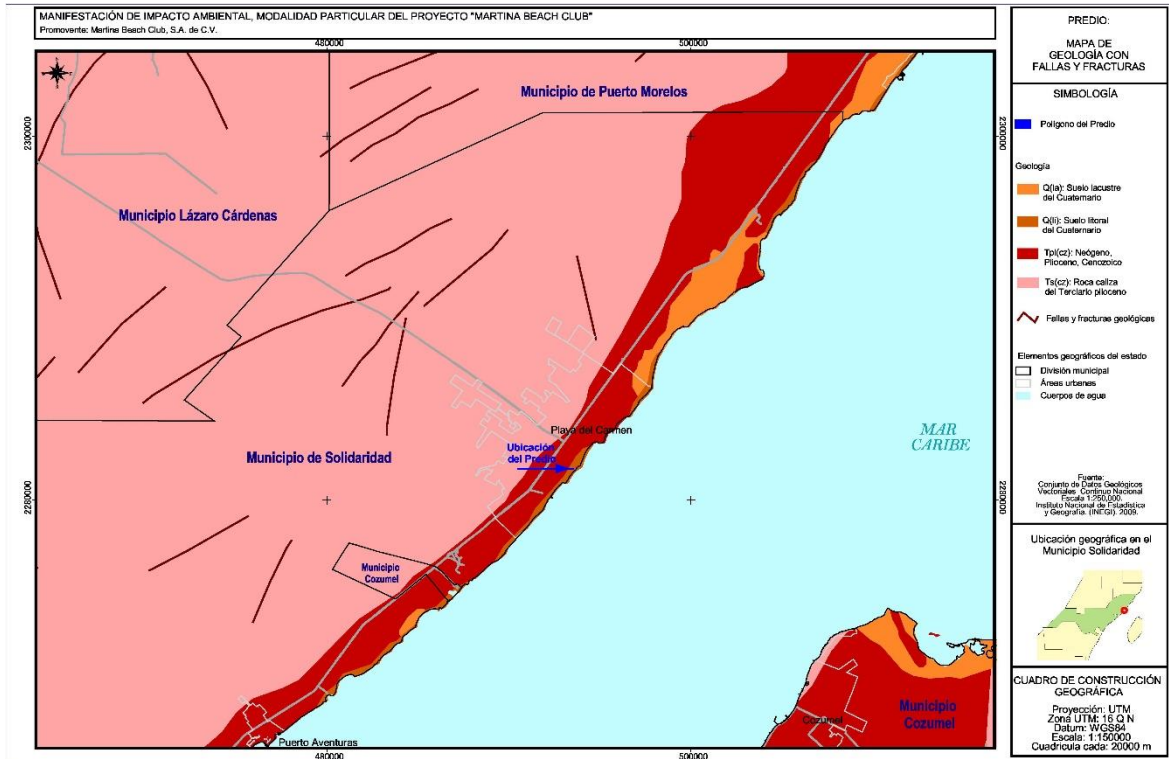 MANIFESTACIÓN DE IMPACTO AMBIENTAL, MODALIDAD PARTICULAR DEL PROYECTO "MARTINA BEACH CLUB"
Promovente: Martina Beach Club, S.A. de C.V.
480000
500000
2300000
2300000
Municipio de Puerto Morelos
Municipio Lázaro Cárdenas
Playa del Carmen
Ubicación
del Predio
MAR
CARIBE
Municipio de Solidaridad
2280000
2280000
Municipio
Cozumel
Municipio
Cozumel
Cozumel
Puerto Aventuras
480000
500000
PREDIO:
MAPA DE
GEOLOGÍA CON
FALLAS Y FRACTURAS
SIMBOLOGÍA
Polígono del Predio
Geología
Q(la): Suelo lacustre
del Cuaternario
Q(li): Suelo litoral
del Cuaternario
Tpl(cz): Neógeno,
Plioceno, Cenozoico
Ts(cz): Roca caliza
del Terciario plioceno
Fallas y fracturas geológicas
Elementos geográficos del estado
División municipal
Áreas urbanas
Cuerpos de agua
Fuente:
Conjunto de Datos Geológicos
Vectoriales Continuo Nacional
Escala 1:250,000.
Instituto Nacional de Estadística
y Geografía. (INEGI). 2009.
Ubicación geográfica en el
Municipio Solidaridad
CUADRO DE CONSTRUCCIÓN
GEOGRÁFICA
Proyección: UTM
Zona UTM: 16 Q N
Datum: WGS84
Escala: 1:150000
Cuadrícula cada: 20000 m